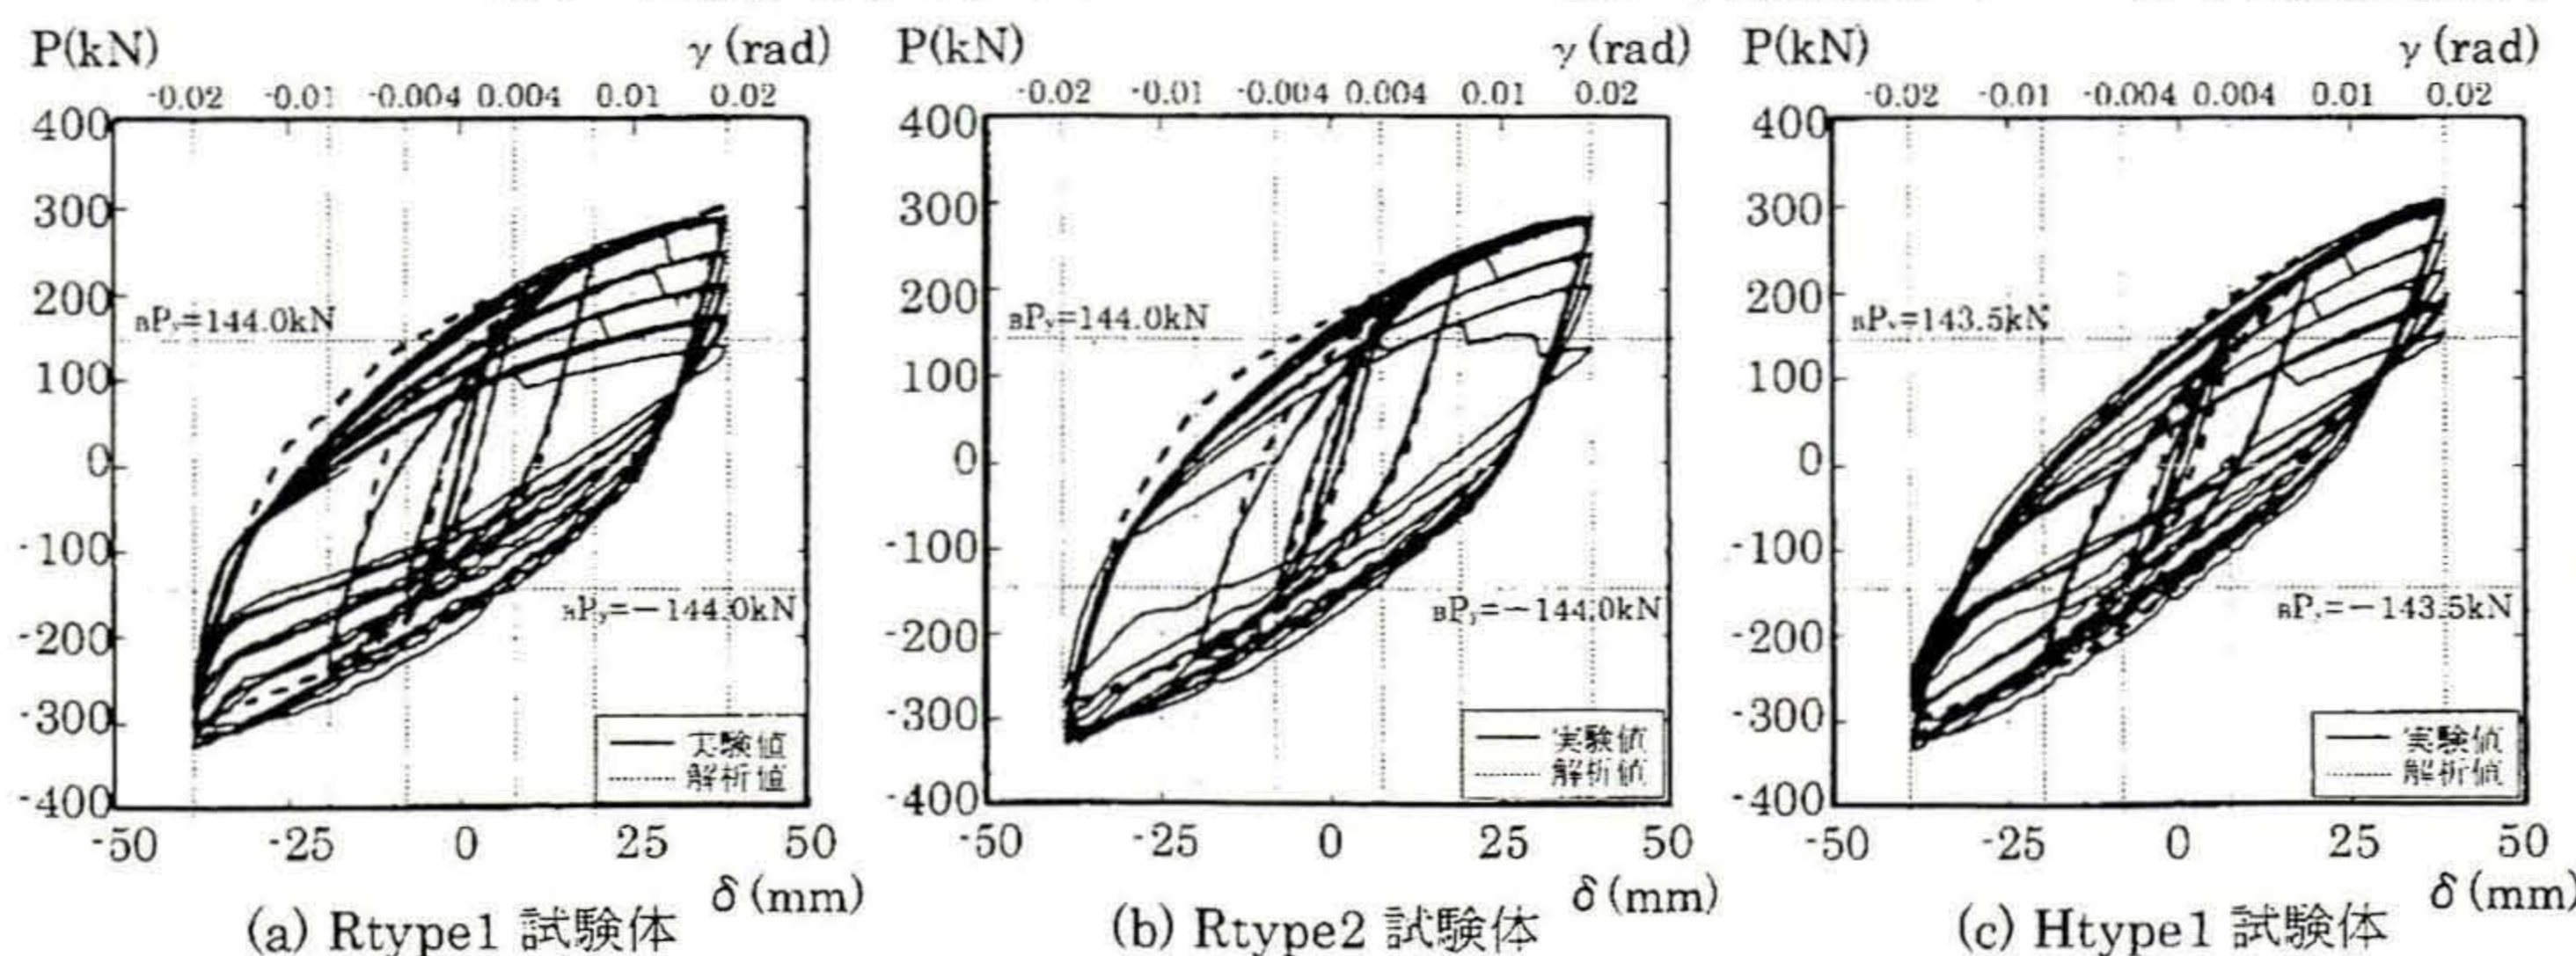 P(kN) γ (rad) P(kN) γ (rad) P(kN) γ (rad)
-0.02 -0.01 -0.004 0.004 0.01 0.02 -0.02 -0.01 -0.004 0.004 0.01 0.02 -0.02 -0.01 -0.004 0.004 0.01 0.02
400 400 400
300 300 300
BPy=144.0kN BPy=144.0kN BPy=143.5kN
200 200 200
100 100 100
0 0 0
-100 -100 -100
BPy=-144.0kN BPy=-144.0kN BPy=-143.5kN
-200 -200 -200
-300 -300 -300
実験値 実験値 実験値
解析値 解析値 解析値
-400 -400 -400
-50 -25 0 25 50 -50 -25 0 25 50 -50 -25 0 25 50
δ (mm) δ (mm) δ (mm)
(a) Rtype1 試験体 (b) Rtype2 試験体 (c) Htype1 試験体